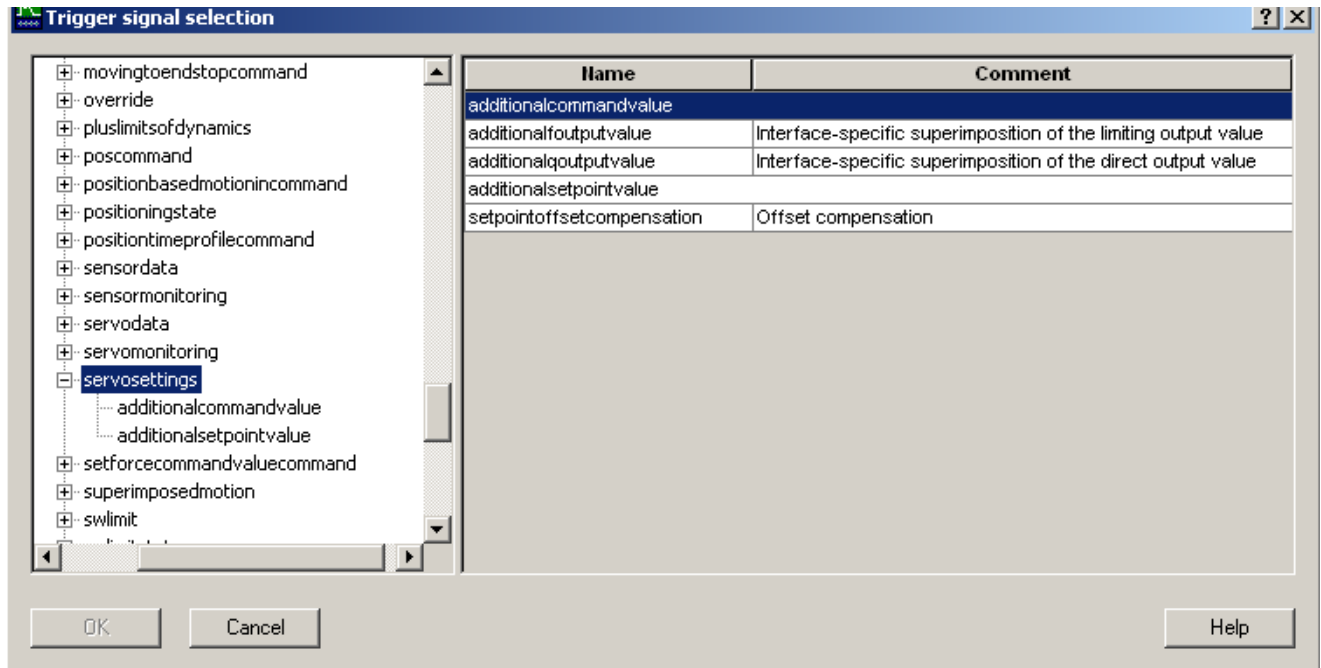 Trigger signal selection
movingtoendstopcommand
override
pluslimitsofdynamics
poscommand
positionbasedmotionincommand
positioningstate
positiontimeprofilecommand
sensordata
sensormonitoring
servodata
servomonitoring
servosettings
additionalcommandvalue
additionalsetpointvalue
setforcecommandvaluecommand
superimposedmotion
swlimit
Name Comment
additionalcommandvalue
additionalfoutputvalue Interface-specific superimposition of the limiting output value
additionalqoutputvalue Interface-specific superimposition of the direct output value
additionalsetpointvalue
setpointoffsetcompensation Offset compensation
OK Cancel Help